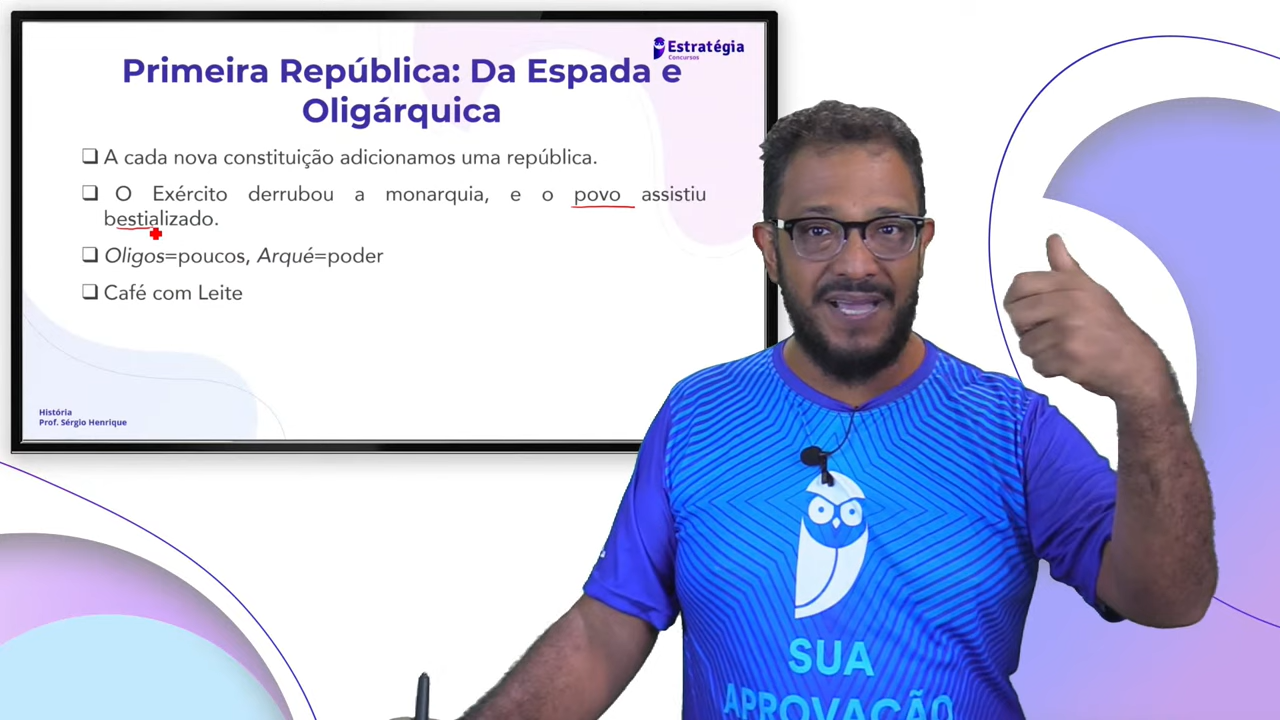 Estratégia
Concursos
Primeira República: Da Espada e
Oligárquica
❑ A cada nova constituição adicionamos uma república.
❑ O Exército derrubou a monarquia, e o povo assistiu
bestializado.
❑ Oligos=poucos, Arqué=poder
❑ Café com Leite
História
Prof. Sérgio Henrique
SUA
APROVAÇÃO